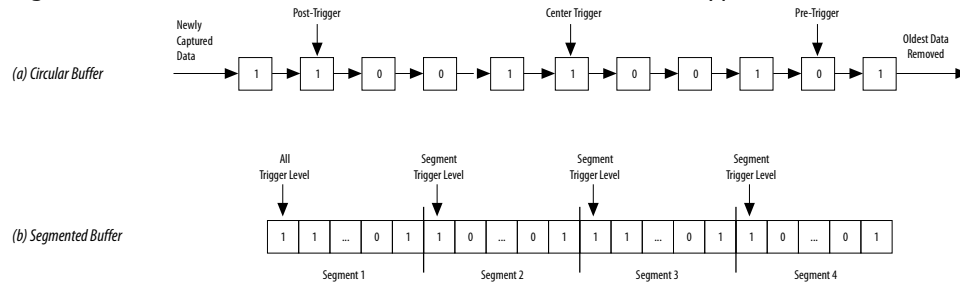 Post-Trigger
Center Trigger
Pre-Trigger
Newly
Captured
Data
Oldest Data
Removed
(a) Circular Buffer
1 1 0 0 1 1 0 0 1 0 1
All
Trigger Level
Segment
Trigger Level
Segment
Trigger Level
Segment
Trigger Level
(b) Segmented Buffer
1 1 ... 0 1 1 0 ... 0 1 1 1 ... 0 1 1 0 ... 0 1
Segment 1
Segment 2
Segment 3
Segment 4